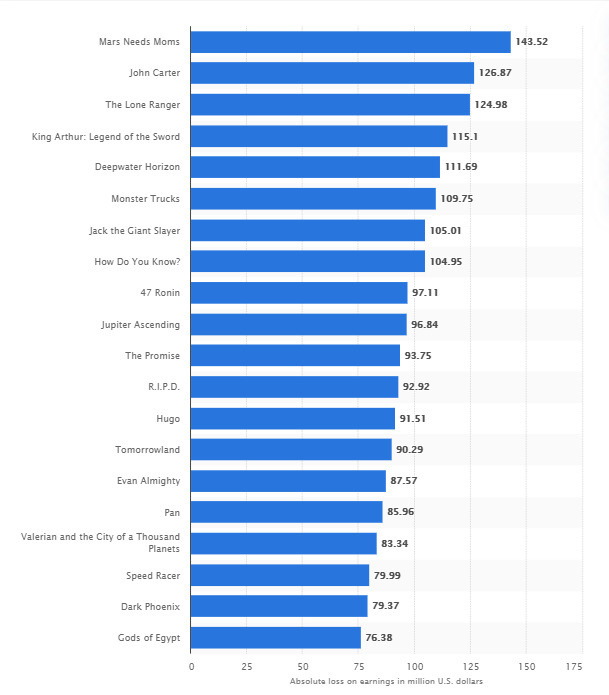 Mars Needs Moms 143.52
John Carter 126.87
The Lone Ranger 124.98
King Arthur: Legend of the Sword 115.1
Deepwater Horizon 111.69
Monster Trucks 109.75
Jack the Giant Slayer 105.01
How Do You Know? 104.95
47 Ronin 97.11
Jupiter Ascending 96.84
The Promise 93.75
R.I.P.D. 92.92
Hugo 91.51
Tomorrowland 90.29
Evan Almighty 87.57
Pan 85.96
Valerian and the City of a Thousand
Planets 83.34
Speed Racer 79.99
Dark Phoenix 79.37
Gods of Egypt 76.38
0 25 50 75 100 125 150 175
Absolute loss on earnings in million U.S. dollars